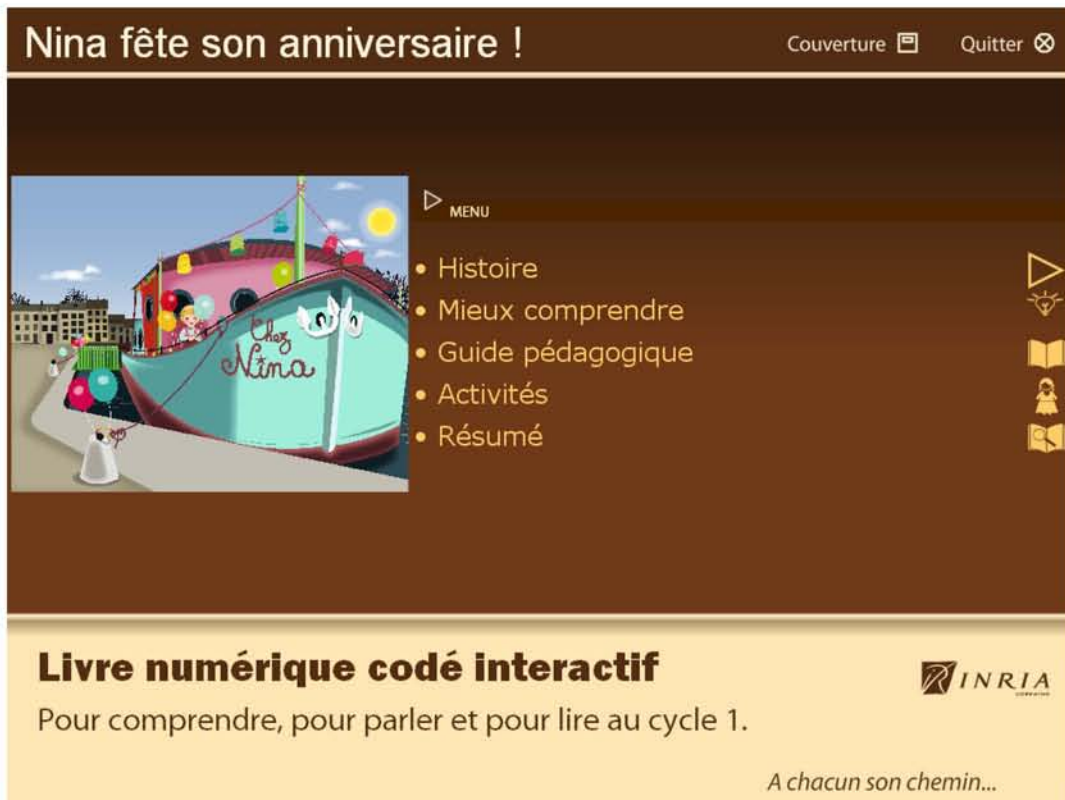 Nina fête son anniversaire !
Couverture
Quitter
MENU
Chez
Nina
• Histoire
• Mieux comprendre
• Guide pédagogique
• Activités
• Résumé
Livre numérique codé interactif
INRIA
Pour comprendre, pour parler et pour lire au cycle 1.
A chacun son chemin...